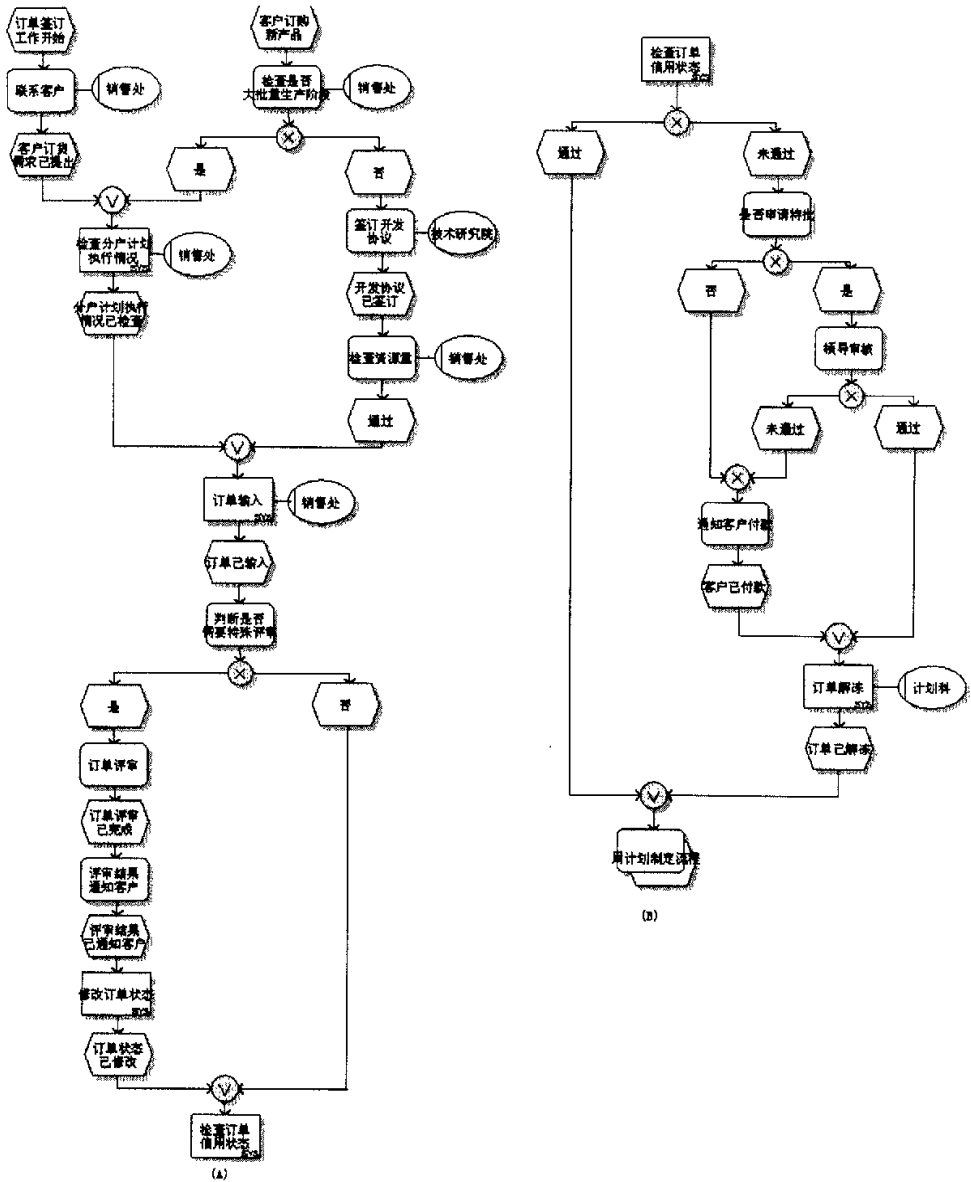 订单签订
工作开始
联系客户
销售处
客户订货
需求已提出
客户订购
新产品
检查是否
大批量生产阶段
销售处
是
否
检查分户计划
执行情况
销售处
分户计划执行
情况已检查
签订开发
协议
技术研究院
开发协议
已签订
检查资源量
销售处
通过
订单输入
销售处
订单已输入
判断是否
需要特殊评审
是
否
订单评审
订单评审
已完成
评审结果
通知客户
评审结果
已通知客户
修改订单状态
订单状态
已修改
检查订单
信用状态
(A)
检查订单
信用状态
通过
未通过
是否申请特批
否
是
领导审核
未通过
通过
通知客户付款
客户已付款
订单解冻
计划科
订单已解冻
周计划制定流程
(B)